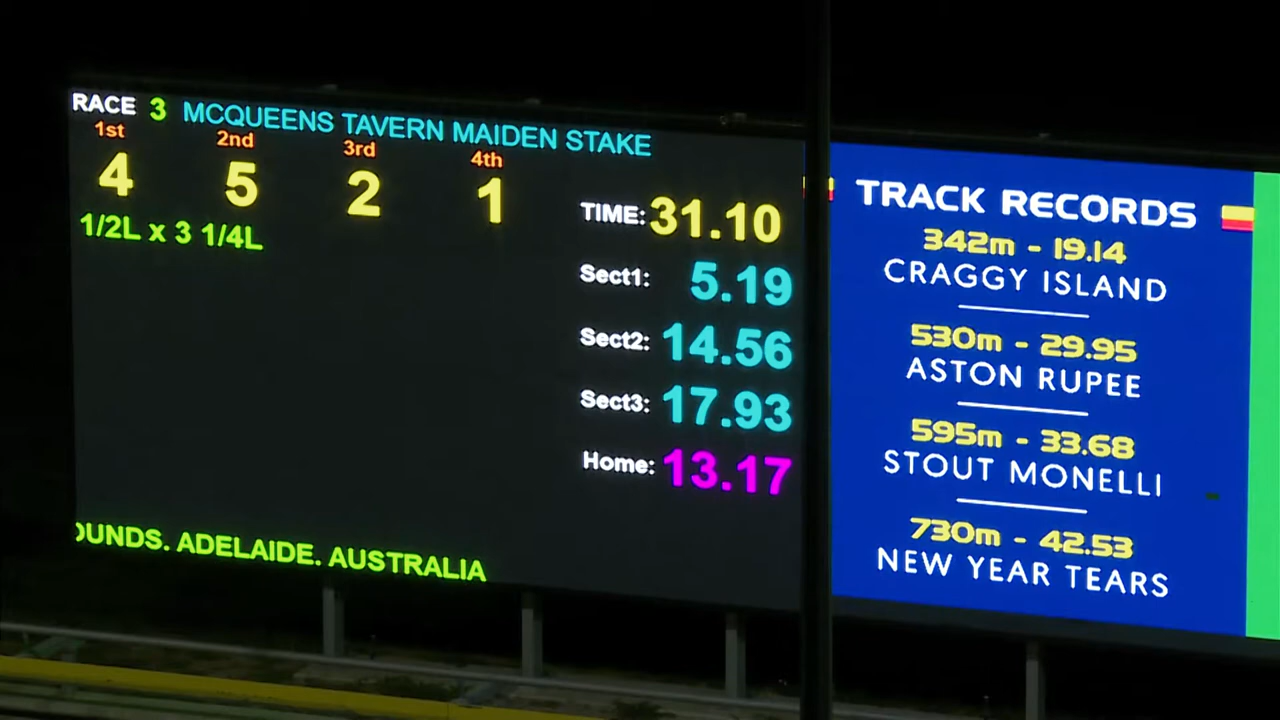 RACE 3 MCQUEENS TAVERN MAIDEN STAKE
1st 2nd 3rd 4th
4 5 2 1
1/2L x 3 1/4L
TIME: 31.10
Sect1: 5.19
Sect2: 14.56
Sect3: 17.93
Home: 13.17
OUNDS. ADELAIDE. AUSTRALIA
TRACK RECORDS
342m - 19.14
CRAGGY ISLAND
530m - 29.95
ASTON RUPEE
595m - 33.68
STOUT MONELLI
730m - 42.53
NEW YEAR TEARS